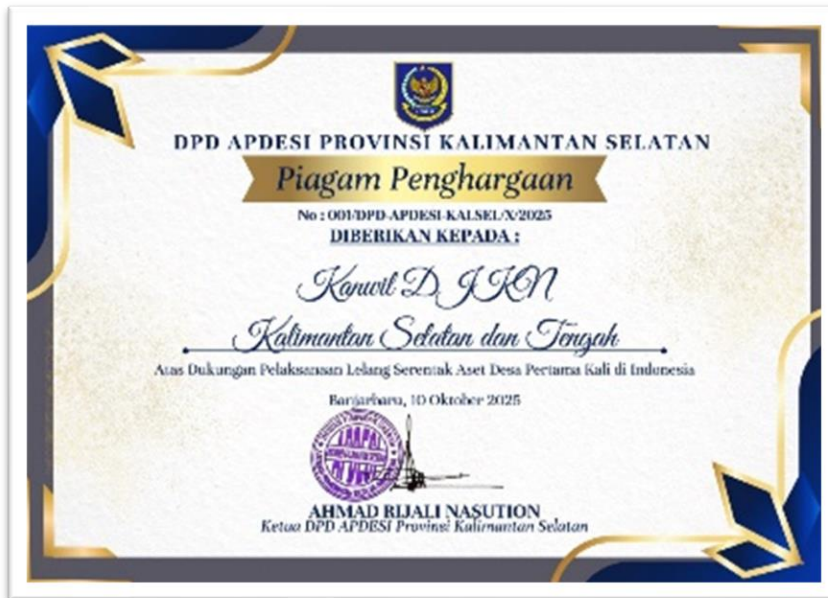 DPD APDESI PROVINSI KALIMANTAN SELATAN
Piagam Penghargaan
No : 001/DPD-APDESI-KALSEL/X/2025
DIBERIKAN KEPADA :
Kanwil DJKN
Kalimantan Selatan dan Tengah
Atas Dukungan Pelaksanaan Lelang Serentak Aset Desa Pertama Kali di Indonesia
Banjarbaru, 10 Oktober 2025
AHMAD RIJALI NASUTION
Ketua DPD APDESI Provinsi Kalimantan Selatan